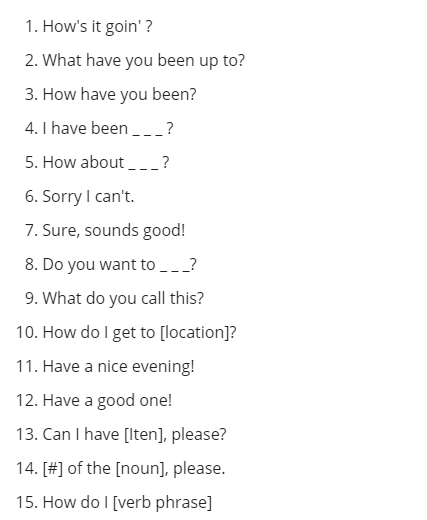 1. How's it goin' ?
2. What have you been up to?
3. How have you been?
4. I have been _ _ _ ?
5. How about _ _ _ ?
6. Sorry I can't.
7. Sure, sounds good!
8. Do you want to _ _ _?
9. What do you call this?
10. How do I get to [location]?
11. Have a nice evening!
12. Have a good one!
13. Can I have [Iten], please?
14. [#] of the [noun], please.
15. How do I [verb phrase]